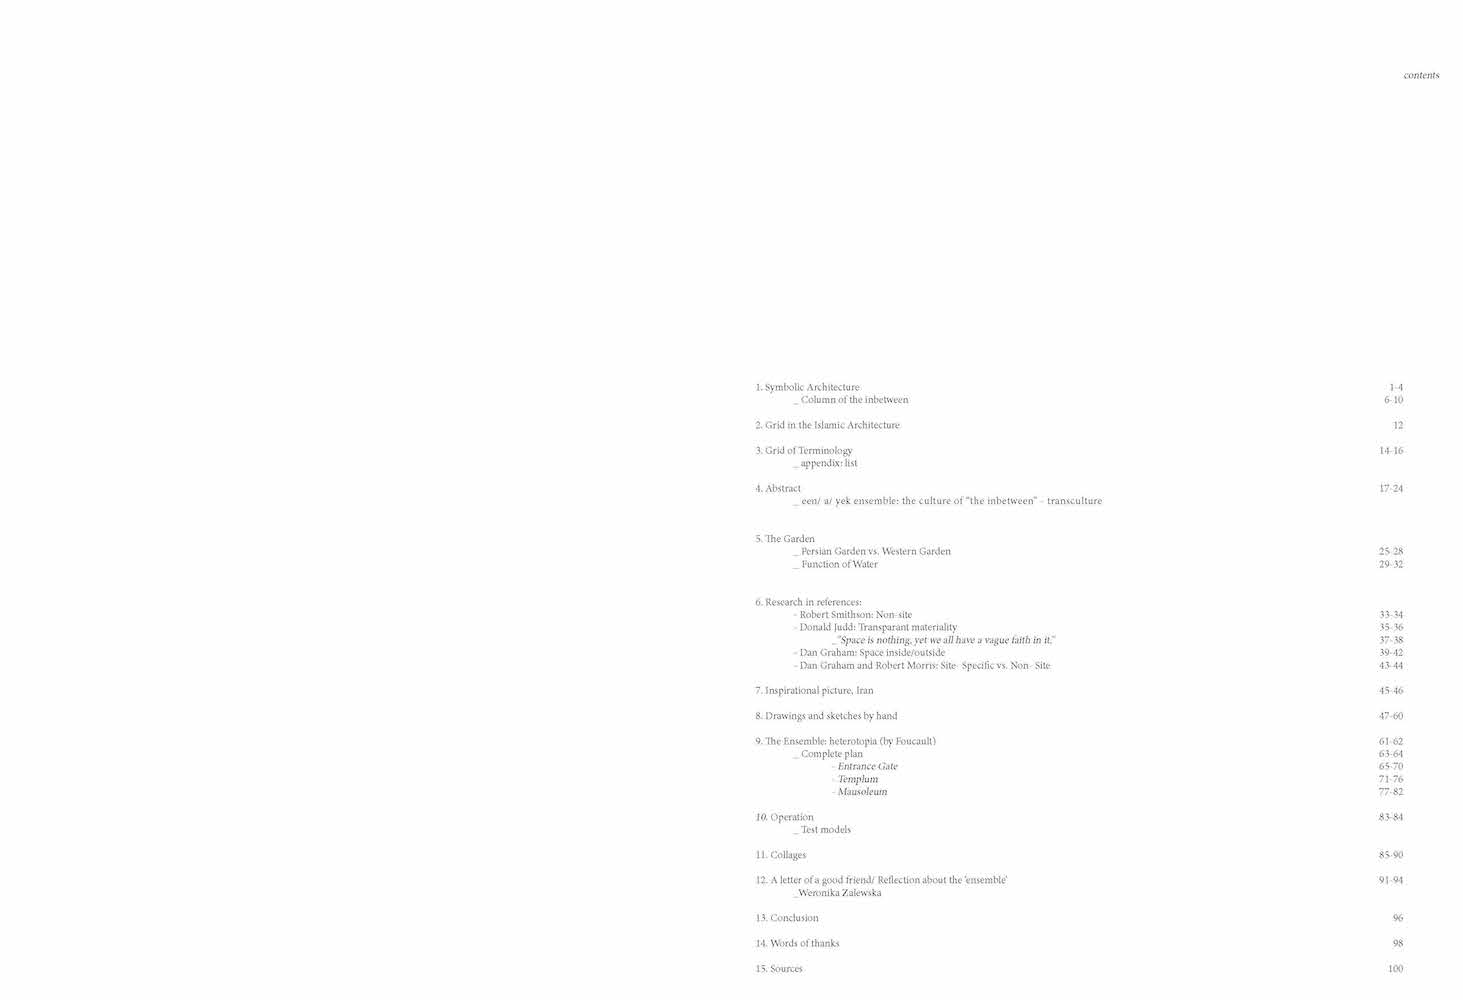 contents
1. Symbolic Architecture 1-4
_ Column of the inbetween 6-10
2. Grid in the Islamic Architecture 12
3. Grid of Terminology 14-16
_ appendix: list
4. Abstract 17-24
_ een/ a/ yek ensemble: the culture of "the inbetween" - transculture
5. The Garden
_ Persian Garden vs. Western Garden 25-28
_ Function of Water 29-32
6. Research in references:
- Robert Smithson: Non-site 33-34
- Donald Judd: Transparant materiality 35-36
_"Space is nothing, yet we all have a vague faith in it." 37-38
- Dan Graham: Space inside/outside 39-42
- Dan Graham and Robert Morris: Site- Specific vs. Non- Site 43-44
7. Inspirational picture, Iran 45-46
8. Drawings and sketches by hand 47-60
9. The Ensemble: heterotopia (by Foucault) 61-62
_ Complete plan 63-64
- Entrance Gate 65-70
- Templum 71-76
- Mausoleum 77-82
10. Operation 83-84
_ Test models
11. Collages 85-90
12. A letter of a good friend/ Reflection about the 'ensemble' 91-94
_Weronika Zalewska
13. Conclusion 96
14. Words of thanks 98
15. Sources 100